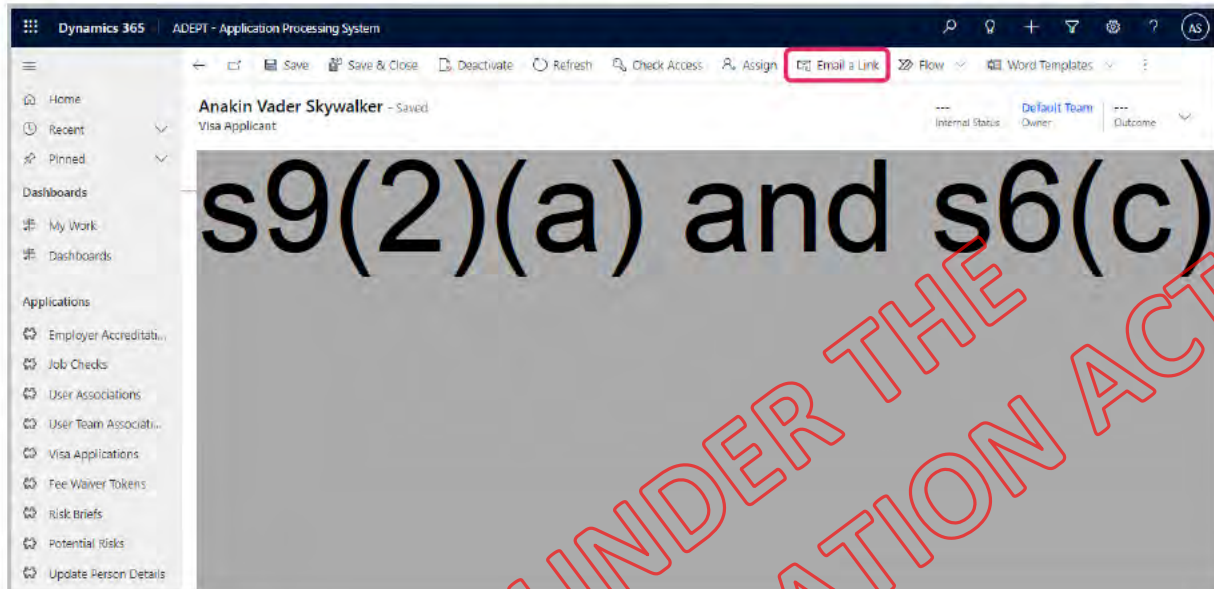 Dynamics 365 ADEPT - Application Processing System ? AS
Save Save & Close Deactivate Refresh Check Access Assign Email a Link Flow Word Templates
Home
Recent
Pinned
Dashboards
My Work
Dashboards
Applications
Employer Accreditati...
Job Checks
User Associations
User Team Associati...
Visa Applications
Fee Waiver Tokens
Risk Briefs
Potential Risks
Update Person Details
Anakin Vader Skywalker - Saved
Visa Applicant
--- Default Team ---
Internal Status Owner Outcome
s9(2)(a) and s6(c)
UNDER THE
ATION ACT